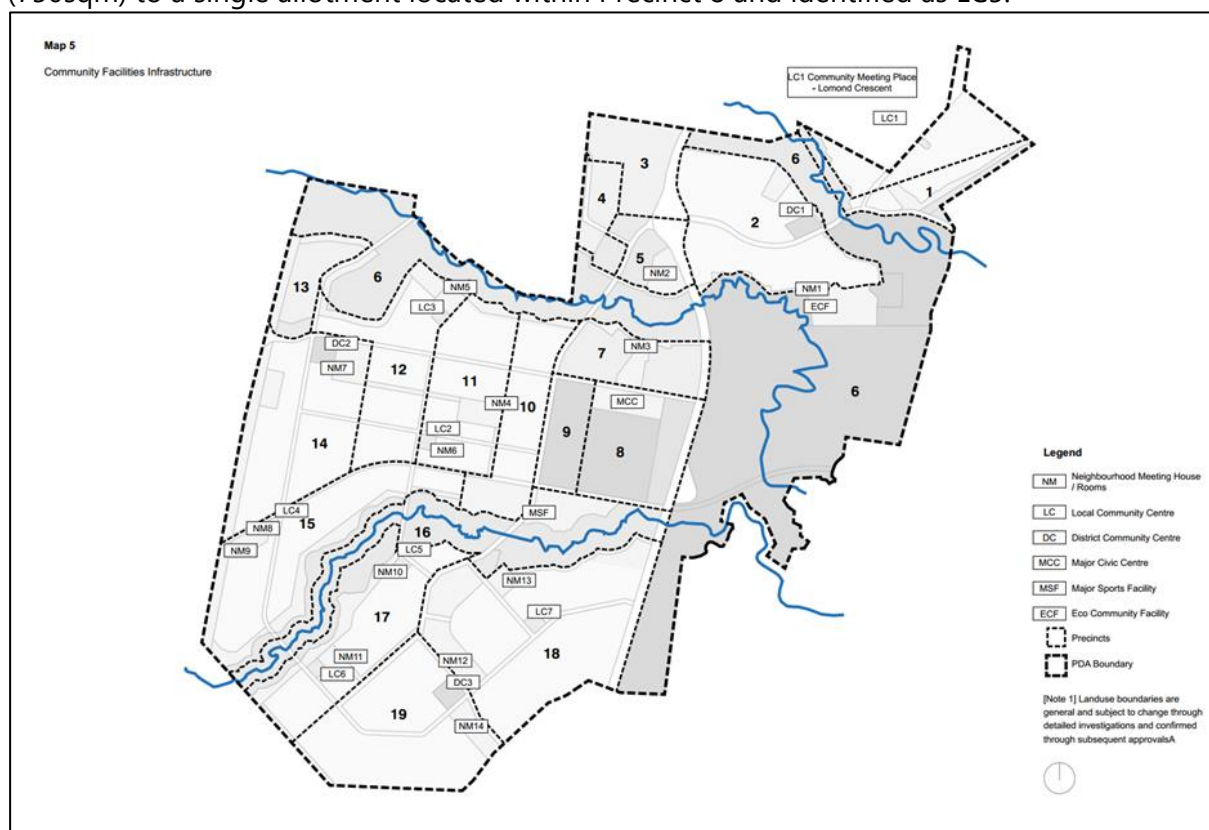 (7505sqm) to a single allotment located within Precinct 6 and identified as LC3.
Map 5
Community Facilities Infrastructure
LC1 Community Meeting Place
- Lomond Crescent
LC1
1
6
3
4
2
DC1
5
NM2
NM1
ECF
6
13
6
NM5
LC3
DC2
NM7
12
11
NM4
10
7
NM3
MCC
9
8
LC2
NM6
14
LC4
15
NM8
NM9
MSF
16
LC5
NM10
17
NM13
LC7
18
NM11
LC6
NM12
DC3
19
NM14
Legend
NM Neighbourhood Meeting House
/ Rooms
LC Local Community Centre
DC District Community Centre
MCC Major Civic Centre
MSF Major Sports Facility
ECF Eco Community Facility
Precincts
PDA Boundary
[Note 1] Landuse boundaries are
general and subject to change through
detailed investigations and confirmed
through subsequent approvalsA